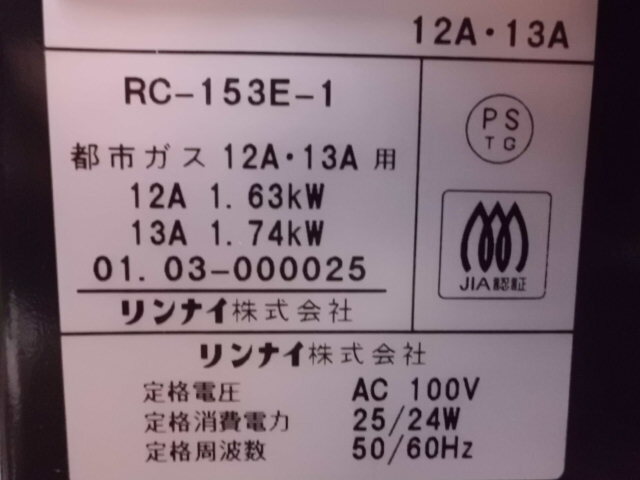 12A・13A
RC-153E-1
都市ガス 12A・13A 用
12A 1.63kW
13A 1.74kW
01.03-000025
リンナイ株式会社
PS
TG
JIA認証
リンナイ株式会社
定格電圧 AC 100V
定格消費電力 25/24W
定格周波数 50/60Hz